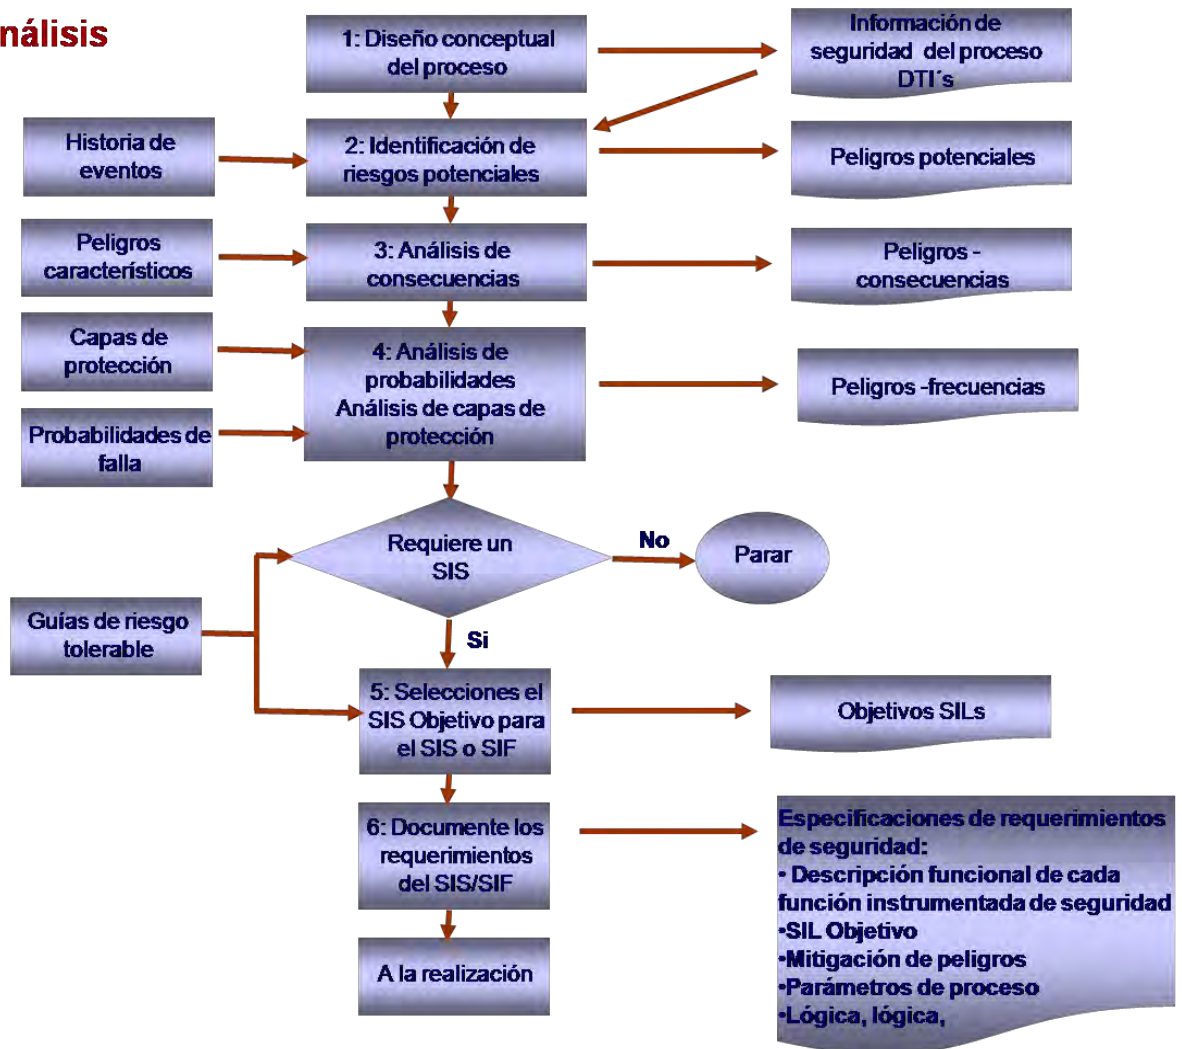 nálisis
1: Diseño conceptual
del proceso
Información de
seguridad del proceso
DTI´s
Historia de
eventos
2: Identificación de
riesgos potenciales
Peligros potenciales
Peligros
característicos
3: Análisis de
consecuencias
Peligros -
consecuencias
Capas de
protección
4: Análisis de
probabilidades
Análisis de capas de
protección
Peligros -frecuencias
Probabilidades de
falla
Requiere un
SIS
No
Parar
Guías de riesgo
tolerable
Si
5: Selecciones el
SIS Objetivo para
el SIS o SIF
Objetivos SILs
6: Documente los
requerimientos
del SIS/SIF
Especificaciones de requerimientos
de seguridad:
• Descripción funcional de cada
función instrumentada de seguridad
•SIL Objetivo
•Mitigación de peligros
•Parámetros de proceso
•Lógica, lógica,
A la realización